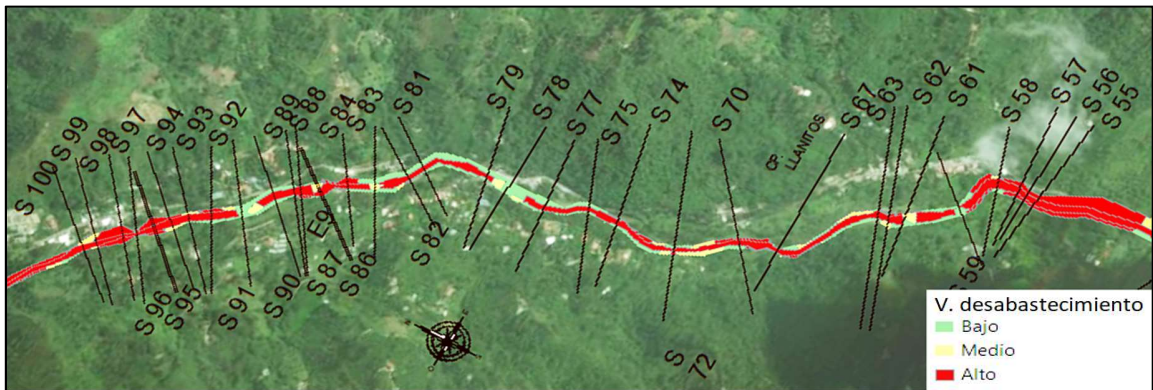 S 100
S 99
S 98
S 97
S 94
S 93
S 92
S 89
S 88
S 84
S 83
S 81
S 79
S 78
S 77
S 75
S 74
S 70
CP. LLANITOS
S 67
S 63
S 62
S 61
S 58
S 57
S 56
S 55
S 96
S 95
S 91
S 90
E9
S 87
S 86
S 82
S 72
S 59
V. desabastecimiento
Bajo
Medio
Alto